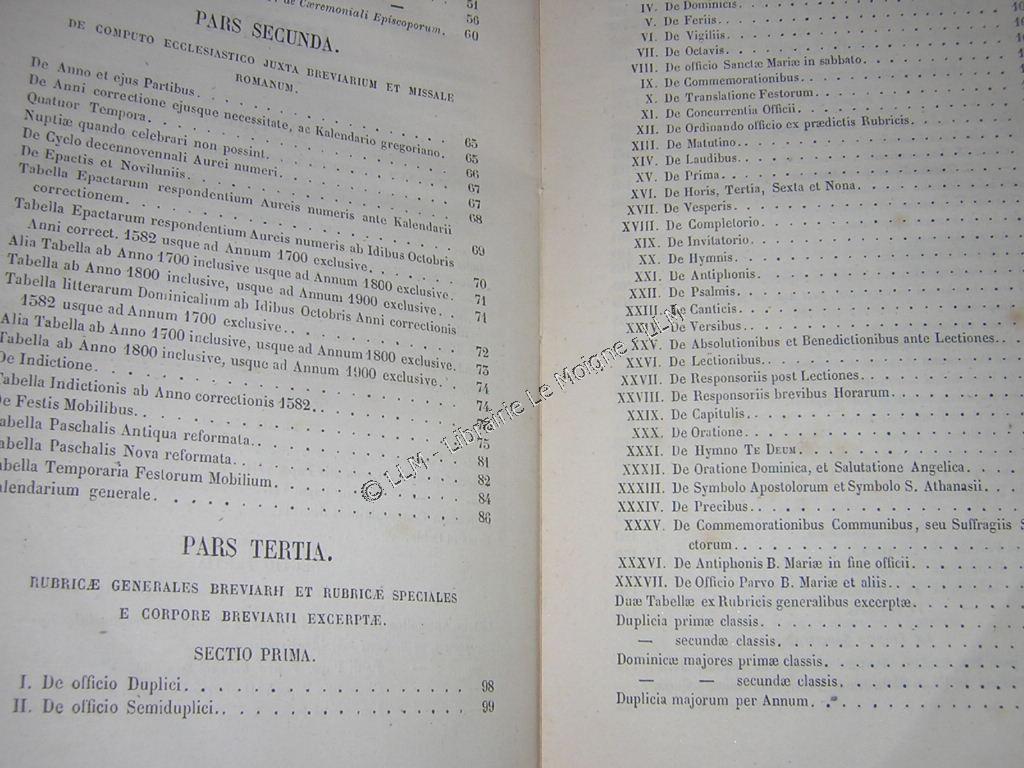 51
de Cæremoniali Episcoporum. 56
60
PARS SECUNDA.
DE COMPUTO ECCLESIASTICO JUXTA BREVIARIUM ET MISSALE
ROMANUM.
De Anno et ejus Partibus. . . . 65
De Anni correctione ejusque necessitate, ac Kalendario gregoriano. 65
Quatuor Tempora. . . . 66
Nuptiæ quando celebrari non possint. . . . 67
De Cyclo decennovennali Aurei numeri. . . . 67
De Epactis et Noviluniis. . . . 68
Tabella Epactarum respondentium Aureis numeris ante Kalendarii
correctionem. . . . 69
Tabella Epactarum respondentium Aureis numeris ab Idibus Octobris
Anni correct. 1582 usque ad Annum 1700 exclusive. . . . 70
Alia Tabella ab Anno 1700 inclusive usque ad Annum 1800 exclusive. 71
Tabella ab Anno 1800 inclusive, usque ad Annum 1900 exclusive. . 71
Tabella litterarum Dominicalium ab Idibus Octobris Anni correctionis
1582 usque ad Annum 1700 exclusive. . . . 72
Alia Tabella ab Anno 1700 inclusive, usque ad Annum 1800 exclusive. 73
Tabella ab Anno 1800 inclusive, usque ad Annum 1900 exclusive. . 74
De Indictione. . . . 74
Tabella Indictionis ab Anno correctionis 1582. . . .
De Festis Mobilibus. . . . 75
Tabella Paschalis Antiqua reformata. . . . 81
Tabella Paschalis Nova reformata. . . . 82
Tabella Temporaria Festorum Mobilium. . . . 84
Kalendarium generale. . . . 86
PARS TERTIA.
RUBRICÆ GENERALES BREVIARII ET RUBRICÆ SPECIALES
E CORPORE BREVIARII EXCERPTÆ.
SECTIO PRIMA.
I. De officio Duplici. . . . 98
II. De officio Semiduplici. . . . 99
IV. De Dominicis
V. De Feriis
VI. De Vigiliis
VII. De Octavis
VIII. De officio Sanctæ Mariæ in sabbato
IX. De Commemorationibus
X. De Translatione Festorum
XI. De Concurrentia Officii
XII. De Ordinando officio ex prædictis Rubricis
XIII. De Matutino
XIV. De Laudibus
XV. De Prima
XVI. De Horis, Tertia, Sexta et Nona
XVII. De Vesperis
XVIII. De Completorio
XIX. De Invitatorio
XX. De Hymnis
XXI. De Antiphonis
XXII. De Psalmis
XXIII. De Canticis
XXIV. De Versibus
XXV. De Absolutionibus et Benedictionibus ante Lectiones
XXVI. De Lectionibus
XXVII. De Responsoriis post Lectiones
XXVIII. De Responsoriis brevibus Horarum
XXIX. De Capitulis
XXX. De Oratione
XXXI. De Hymno TE DEUM
XXXII. De Oratione Dominica, et Salutatione Angelica
XXXIII. De Symbolo Apostolorum et Symbolo S. Athanasii
XXXIV. De Precibus
XXXV. De Commemorationibus Communibus, seu Suffragiis S
ctorum
XXXVI. De Antiphonis B. Mariæ in fine officii
XXXVII. De Officio Parvo B. Mariæ et aliis
Duæ Tabellæ ex Rubricis generalibus excerptæ
Duplicia primæ classis
— secundæ classis
Dominicæ majores primæ classis
— — secundæ classis
Duplicia majorum per Annum
© LLM - Librairie Le Moigne - LLM